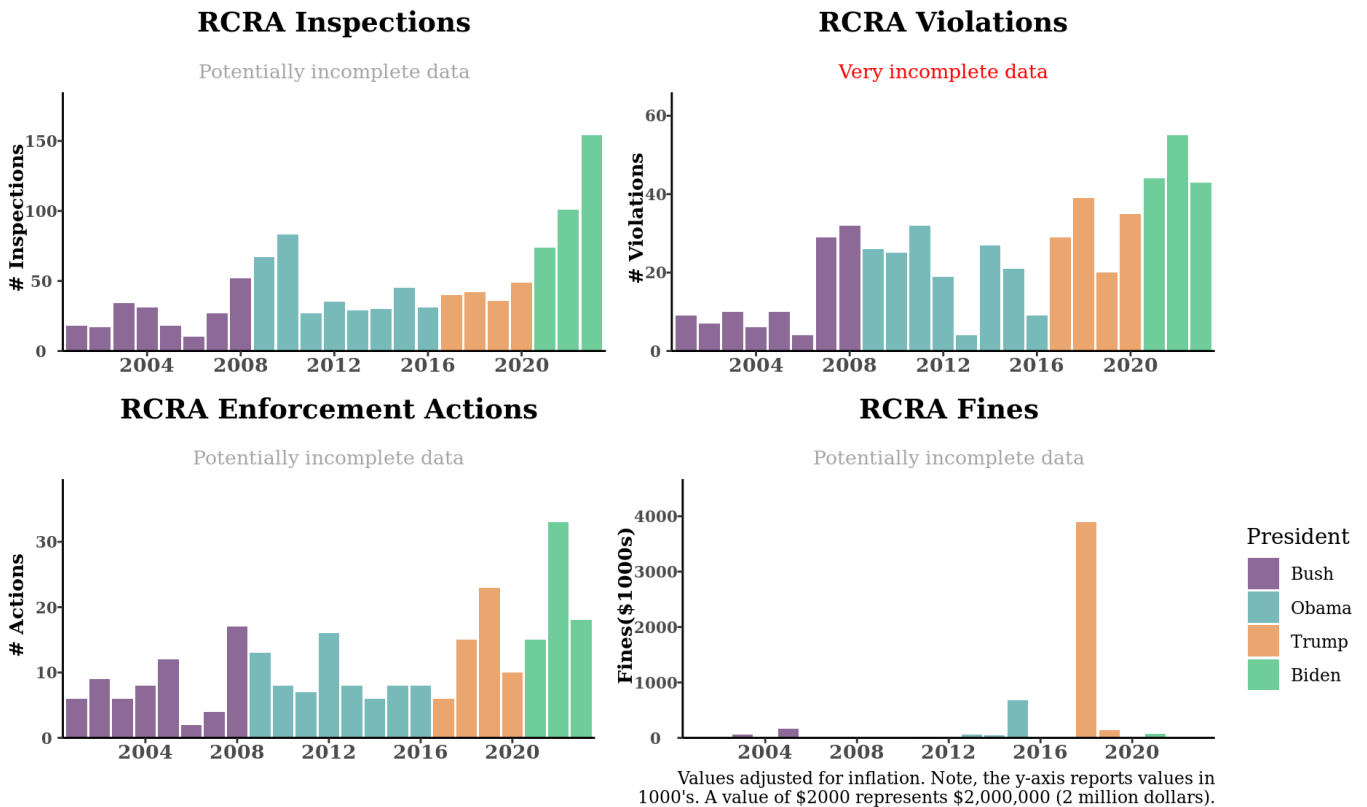 RCRA Inspections
Potentially incomplete data
# Inspections
150
100
50
0
2004 2008 2012 2016 2020
RCRA Violations
Very incomplete data
# Violations
60
40
20
0
2004 2008 2012 2016 2020
RCRA Enforcement Actions
Potentially incomplete data
# Actions
30
20
10
0
2004 2008 2012 2016 2020
RCRA Fines
Potentially incomplete data
Fines($1000s)
4000
3000
2000
1000
0
2004 2008 2012 2016 2020
President
Bush
Obama
Trump
Biden
Values adjusted for inflation. Note, the y-axis reports values in
1000's. A value of $2000 represents $2,000,000 (2 million dollars).